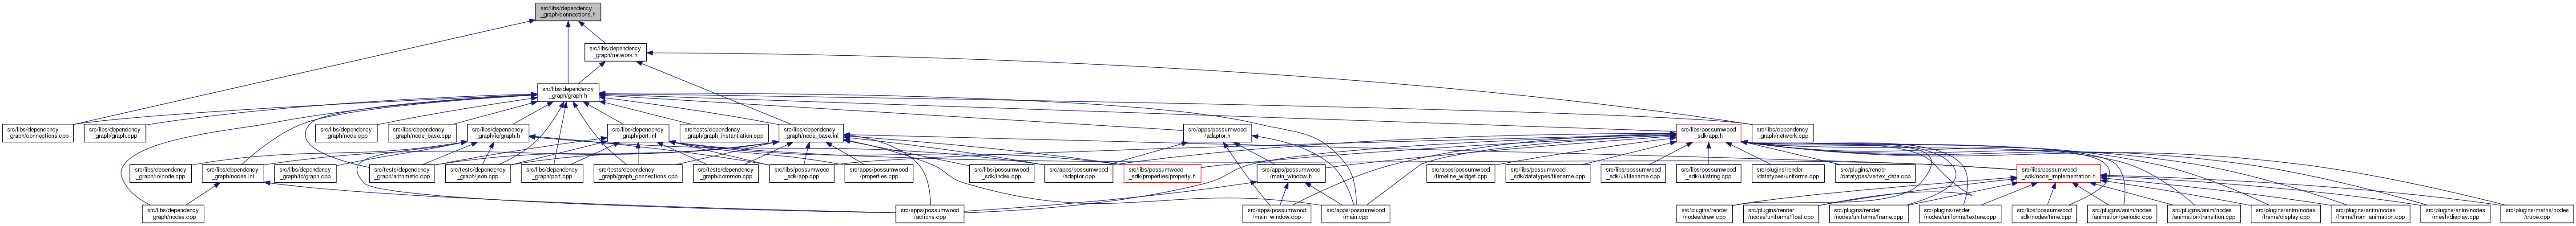 src/libs/dependency
_graph/connections.h
src/libs/dependency
_graph/network.h
src/libs/dependency
_graph/graph.h
src/libs/dependency
_graph/connections.cpp
src/libs/dependency
_graph/graph.cpp
src/libs/dependency
_graph/node.cpp
src/libs/dependency
_graph/node_base.cpp
src/libs/dependency
_graph/io/graph.h
src/libs/dependency
_graph/port.inl
src/tests/dependency
_graph/graph_instantiation.cpp
src/libs/dependency
_graph/node_base.inl
src/apps/possumwood
/adaptor.h
src/libs/possumwood
_sdk/app.h
src/libs/dependency
_graph/network.cpp
src/libs/dependency
_graph/io/node.cpp
src/libs/dependency
_graph/nodes.inl
src/libs/dependency
_graph/io/graph.cpp
src/tests/dependency
_graph/arithmetic.cpp
src/tests/dependency
_graph/json.cpp
src/libs/dependency
_graph/port.cpp
src/tests/dependency
_graph/graph_connections.cpp
src/tests/dependency
_graph/common.cpp
src/libs/possumwood
_sdk/app.cpp
src/apps/possumwood
/properties.cpp
src/libs/possumwood
_sdk/index.cpp
src/apps/possumwood
/adaptor.cpp
src/libs/possumwood
_sdk/properties/property.h
src/apps/possumwood
/main_window.h
src/apps/possumwood
/timeline_widget.cpp
src/libs/possumwood
_sdk/datatypes/filename.cpp
src/libs/possumwood
_sdk/ui/filename.cpp
src/libs/possumwood
_sdk/ui/string.cpp
src/plugins/render
/datatypes/uniforms.cpp
src/plugins/render
/datatypes/vertex_data.cpp
src/libs/possumwood
_sdk/node_implementation.h
src/libs/dependency
_graph/nodes.cpp
src/apps/possumwood
/actions.cpp
src/apps/possumwood
/main_window.cpp
src/apps/possumwood
/main.cpp
src/plugins/render
/nodes/draw.cpp
src/plugins/render
/nodes/uniforms/float.cpp
src/plugins/render
/nodes/uniforms/frame.cpp
src/plugins/render
/nodes/uniforms/texture.cpp
src/libs/possumwood
_sdk/nodes/time.cpp
src/plugins/anim/nodes
/animation/periodic.cpp
src/plugins/anim/nodes
/animation/transition.cpp
src/plugins/anim/nodes
/frame/display.cpp
src/plugins/anim/nodes
/frame/from_animation.cpp
src/plugins/anim/nodes
/mesh/display.cpp
src/plugins/maths/nodes
/cube.cpp